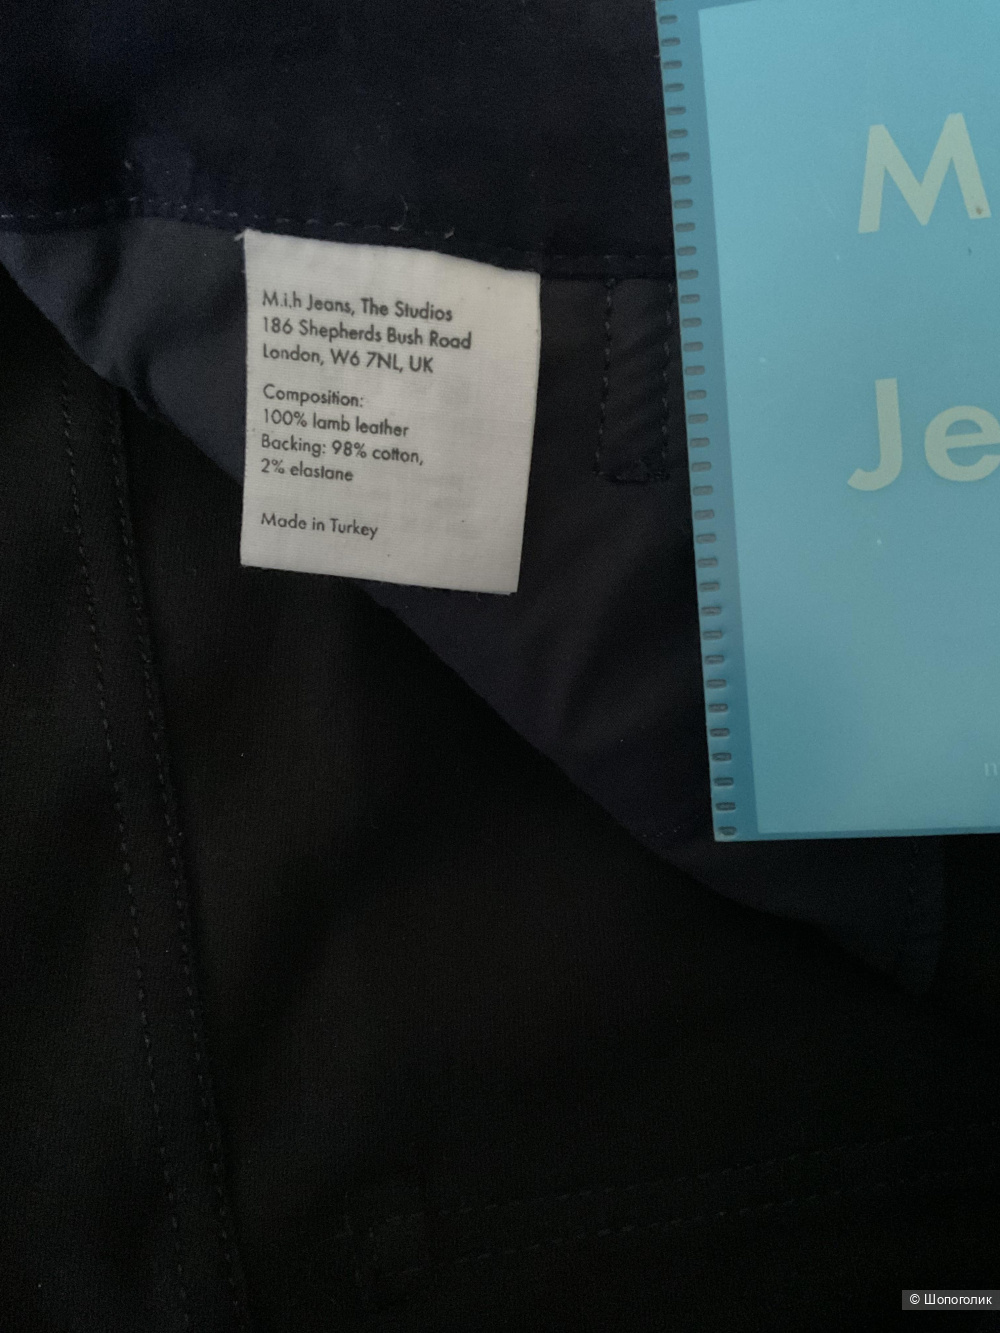 M.i.h Jeans, The Studios
186 Shepherds Bush Road
London, W6 7NL, UK
Composition:
100% lamb leather
Backing: 98% cotton,
2% elastane
Made in Turkey
M
Je
© Шопоголик